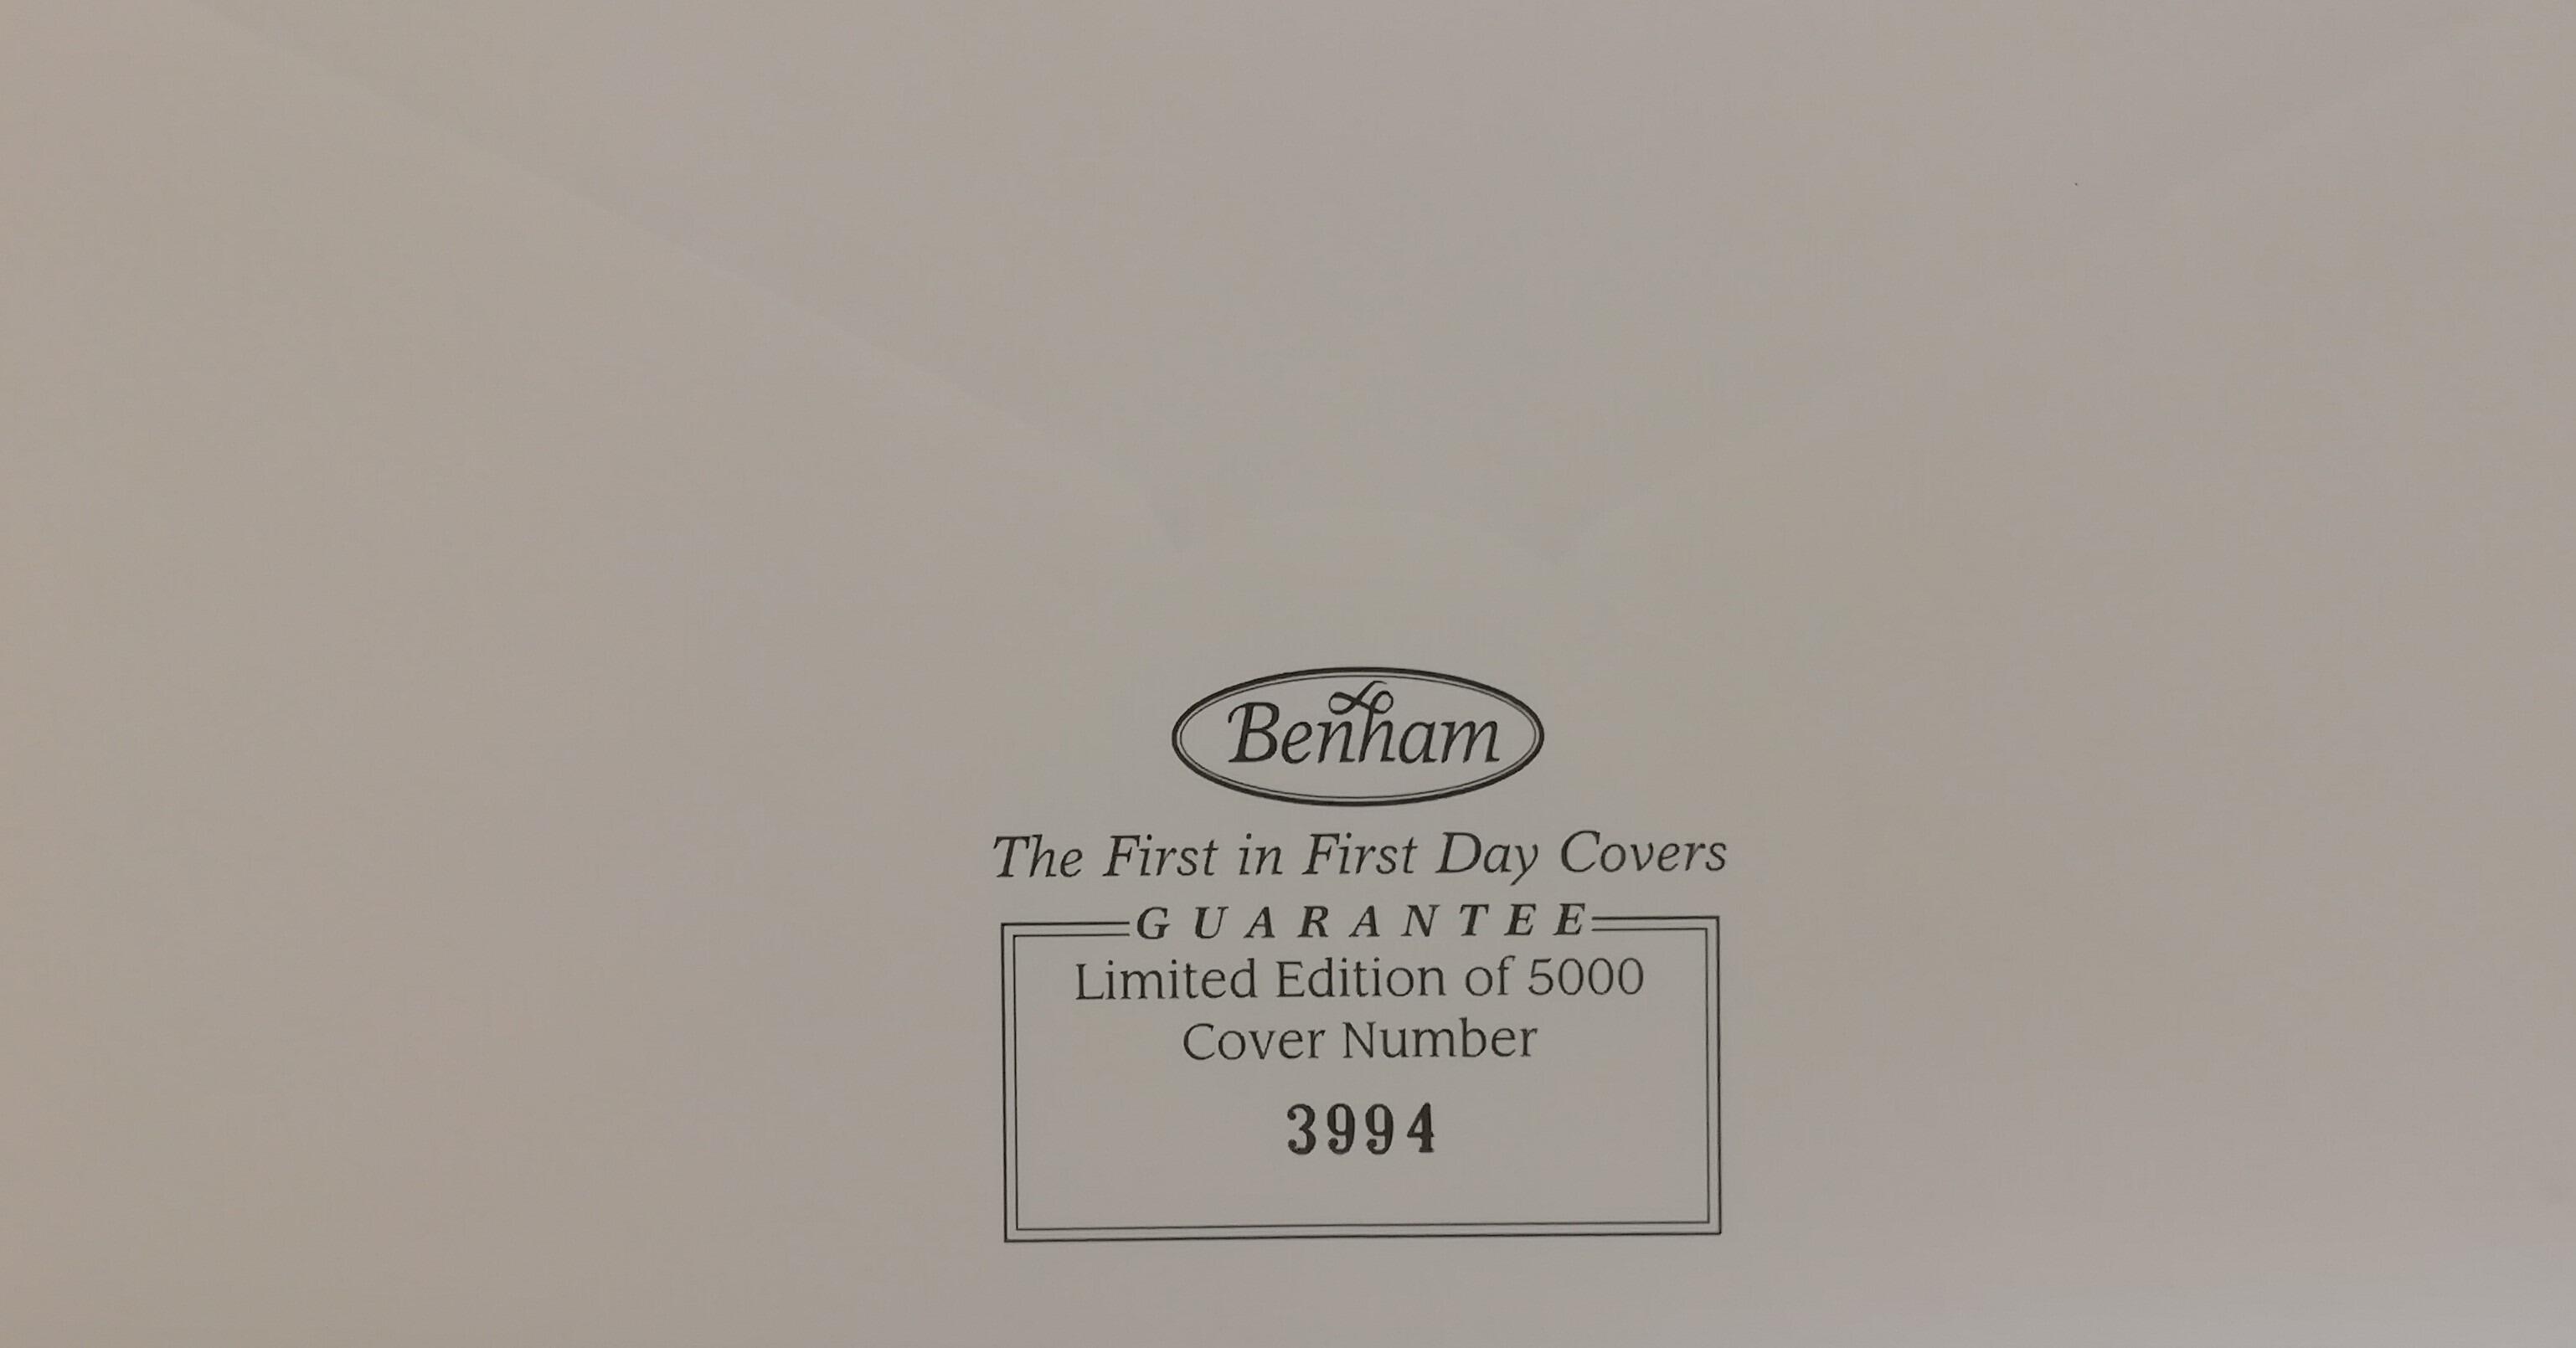 Benham
The First in First Day Covers
GUARANTEE
Limited Edition of 5000
Cover Number
3994